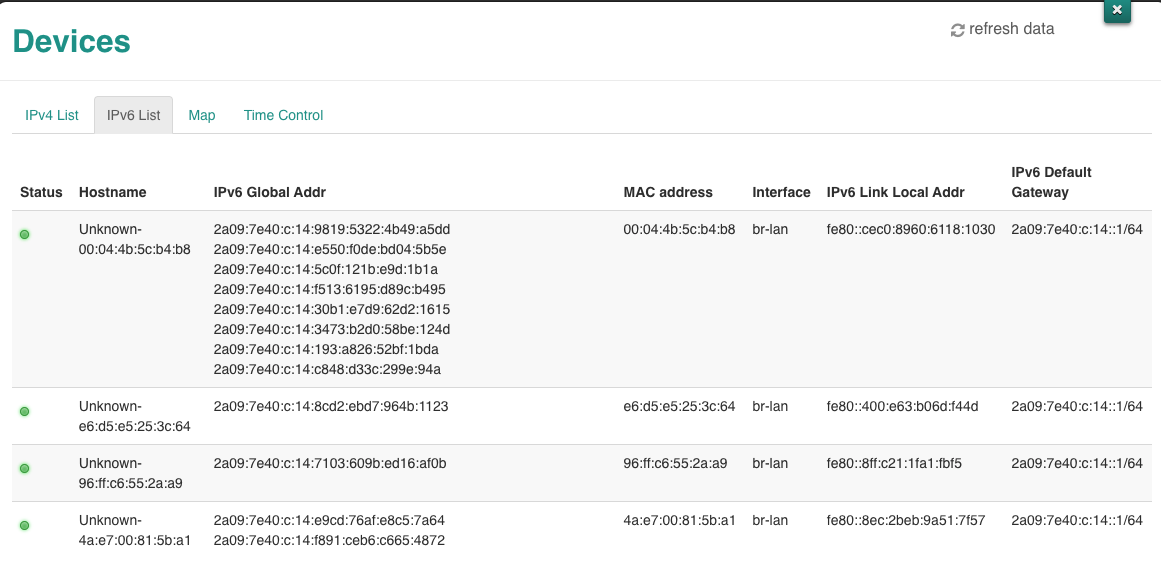 refresh data
Devices
IPv4 List IPv6 List Map Time Control
IPv6 Default
Status Hostname IPv6 Global Addr MAC address Interface IPv6 Link Local Addr Gateway
Unknown- 2a09:7e40:c:14:9819:5322:4b49:a5dd 00:04:4b:5c:b4:b8 br-lan fe80::cec0:8960:6118:1030 2a09:7e40:c:14::1/64
00:04:4b:5c:b4:b8 2a09:7e40:c:14:e550:f0de:bd04:5b5e
2a09:7e40:c:14:5c0f:121b:e9d:1b1a
2a09:7e40:c:14:f513:6195:d89c:b495
2a09:7e40:c:14:30b1:e7d9:62d2:1615
2a09:7e40:c:14:3473:b2d0:58be:124d
2a09:7e40:c:14:193:a826:52bf:1bda
2a09:7e40:c:14:c848:d33c:299e:94a
Unknown- 2a09:7e40:c:14:8cd2:ebd7:964b:1123 e6:d5:e5:25:3c:64 br-lan fe80::400:e63:b06d:f44d 2a09:7e40:c:14::1/64
e6:d5:e5:25:3c:64
Unknown- 2a09:7e40:c:14:7103:609b:ed16:af0b 96:ff:c6:55:2a:a9 br-lan fe80::8ff:c21:1fa1:fbf5 2a09:7e40:c:14::1/64
96:ff:c6:55:2a:a9
Unknown- 2a09:7e40:c:14:e9cd:76af:e8c5:7a64 4a:e7:00:81:5b:a1 br-lan fe80::8ec:2beb:9a51:7f57 2a09:7e40:c:14::1/64
4a:e7:00:81:5b:a1 2a09:7e40:c:14:f891:ceb6:c665:4872